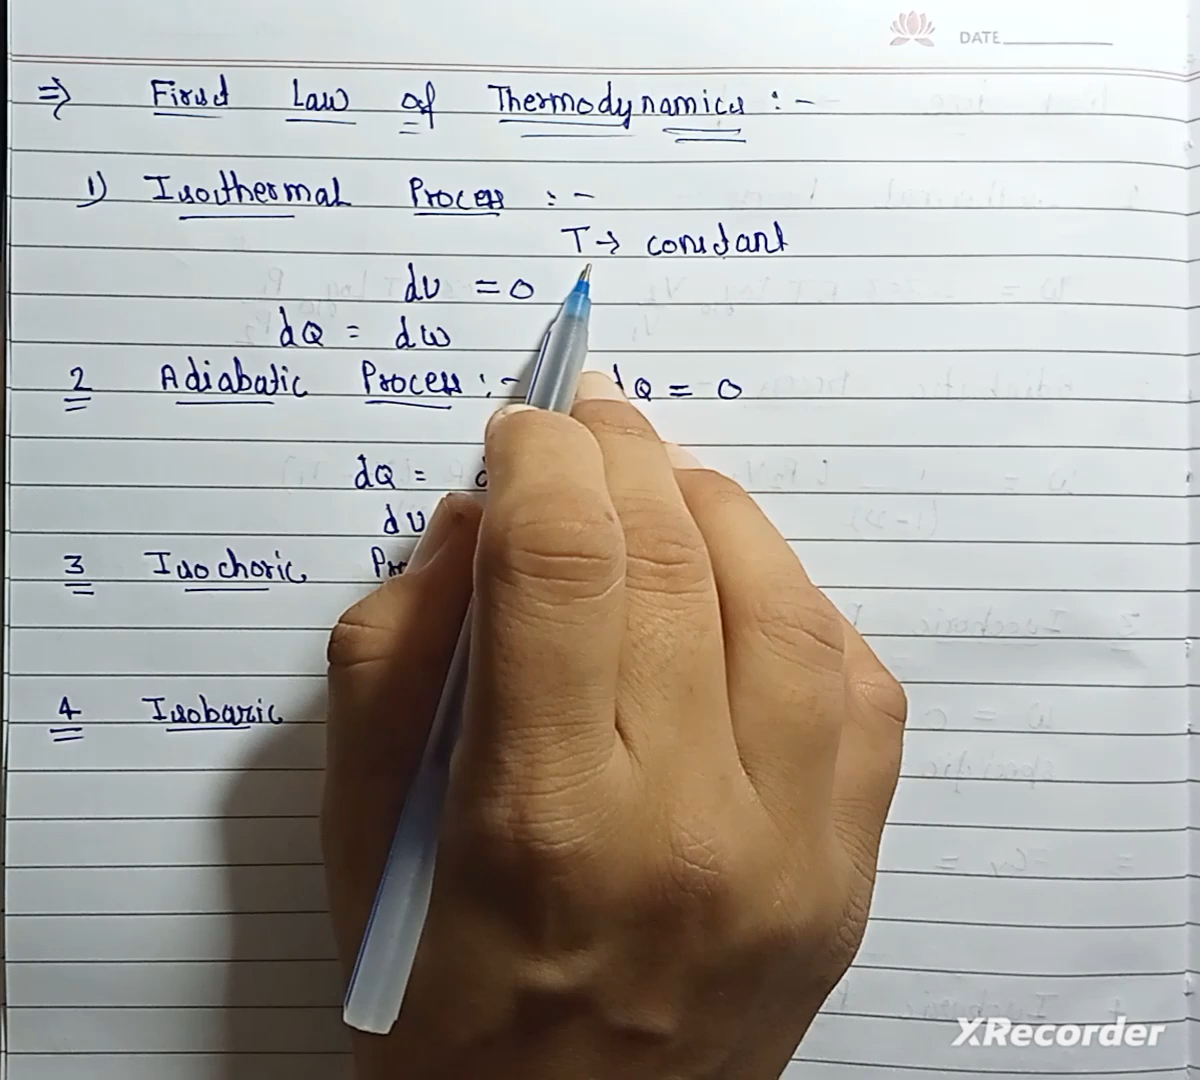 DATE
⇒ First Law of Thermodynamics :-
1) Isothermal Process :-
T → constant
dU = 0
dQ = dW
2 Adiabatic Process :- dQ = 0
dQ =
dU
3 Isochoric
4 Isobaric
XRecorder